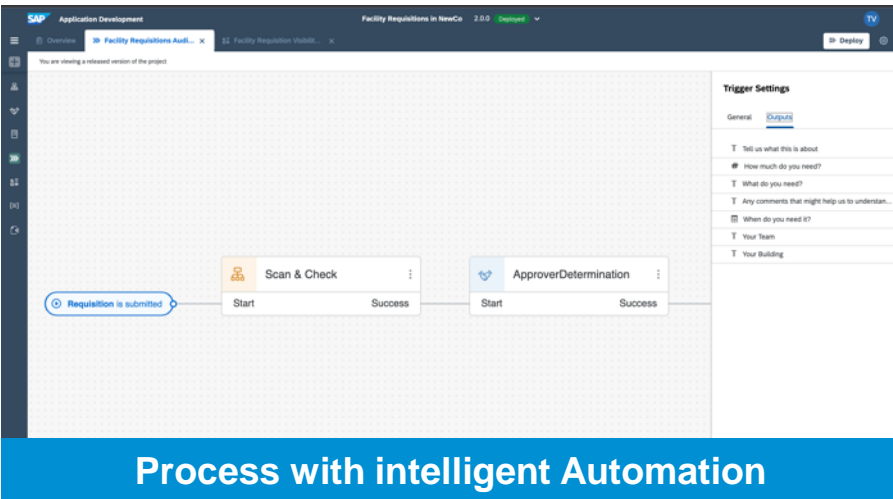 SAP Application Development
Facility Requisitions in NewCo 2.0.0 Deployed
TV
Overview
Facility Requisitions Audi... ×
Facility Requisition Visibilit... ×
Deploy
You are viewing a released version of the project
Trigger Settings
General Outputs
T Tell us what this is about
# How much do you need?
T What do you need?
T Any comments that might help us to understan...
When do you need it?
T Your Team
T Your Building
Requisition is submitted
Scan & Check
Start Success
ApproverDetermination
Start Success
Process with intelligent Automation